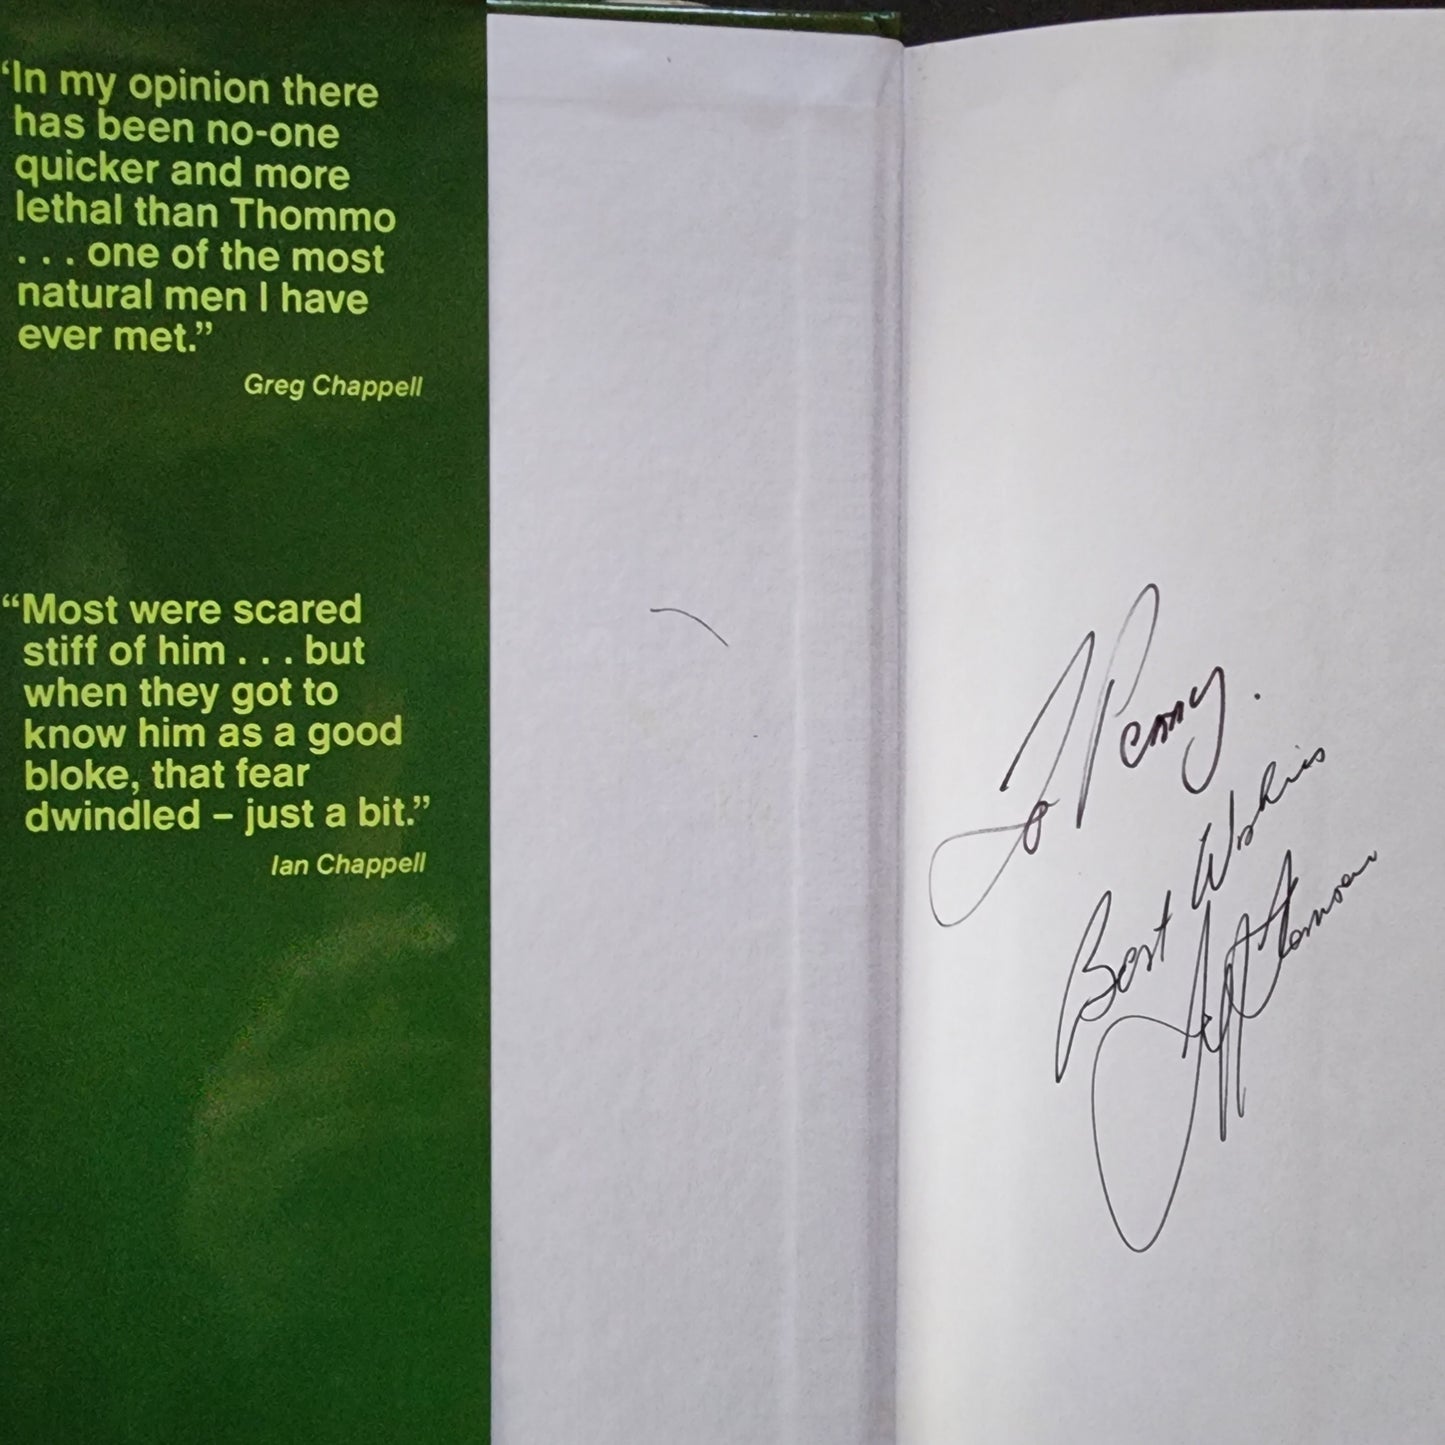 ‘In my opinion there
has been no-one
quicker and more
lethal than Thommo
. . . one of the most
natural men I have
ever met.”
Greg Chappell
“Most were scared
stiff of him . . . but
when they got to
know him as a good
bloke, that fear
dwindled – just a bit.”
Ian Chappell
To Penny.
Best Wishes
Jeff Thomson